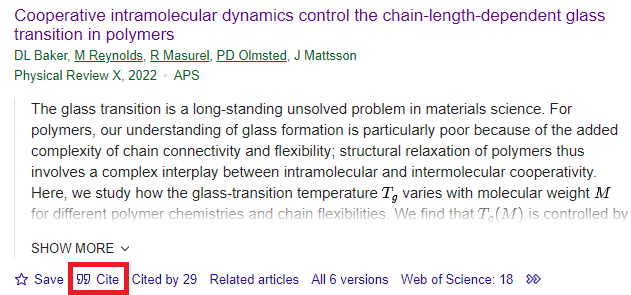 Cooperative intramolecular dynamics control the chain-length-dependent glass
transition in polymers
DL Baker, M Reynolds, R Masurel, PD Olmsted, J Mattsson
Physical Review X, 2022 · APS
The glass transition is a long-standing unsolved problem in materials science. For
polymers, our understanding of glass formation is particularly poor because of the added
complexity of chain connectivity and flexibility; structural relaxation of polymers thus
involves a complex interplay between intramolecular and intermolecular cooperativity.
Here, we study how the glass-transition temperature Tg varies with molecular weight M
for different polymer chemistries and chain flexibilities. We find that Tg(M) is controlled by
SHOW MORE
Save Cite Cited by 29 Related articles All 6 versions Web of Science: 18